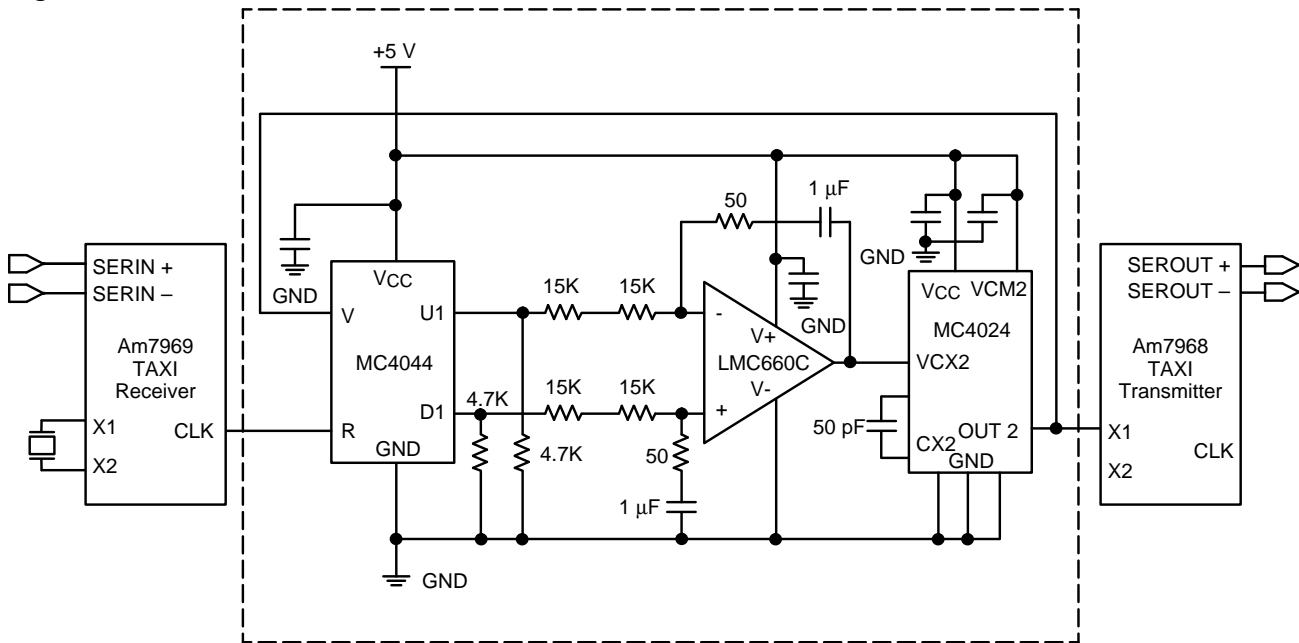 +5 V
SERIN +
SERIN –
Am7969
TAXI
Receiver
X1
X2
CLK
GND
VCC
V
U1
MC4044
D1
R
GND
GND
15K
15K
4.7K
4.7K
15K
15K
50
1 μF
50
1 μF
-
+
V+
LMC660C
V-
GND
GND
VCC
VCM2
MC4024
VCX2
50 pF
CX2
OUT 2
GND
SEROUT +
SEROUT –
Am7968
TAXI
Transmitter
X1
X2
CLK